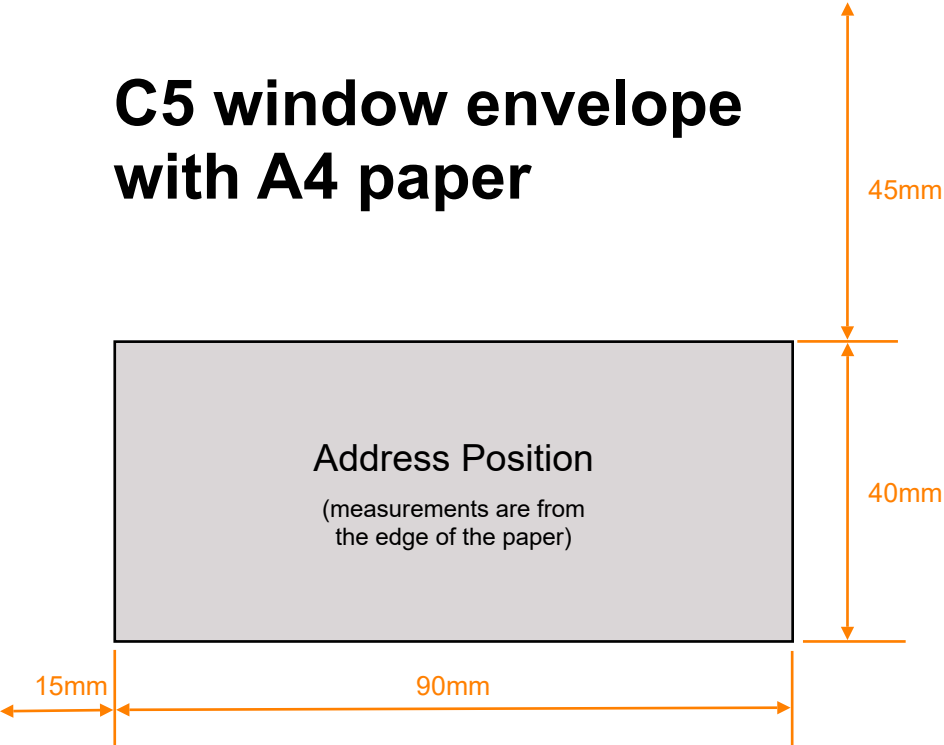 C5 window envelope
with A4 paper
45mm
Address Position
(measurements are from
the edge of the paper)
40mm
15mm
90mm